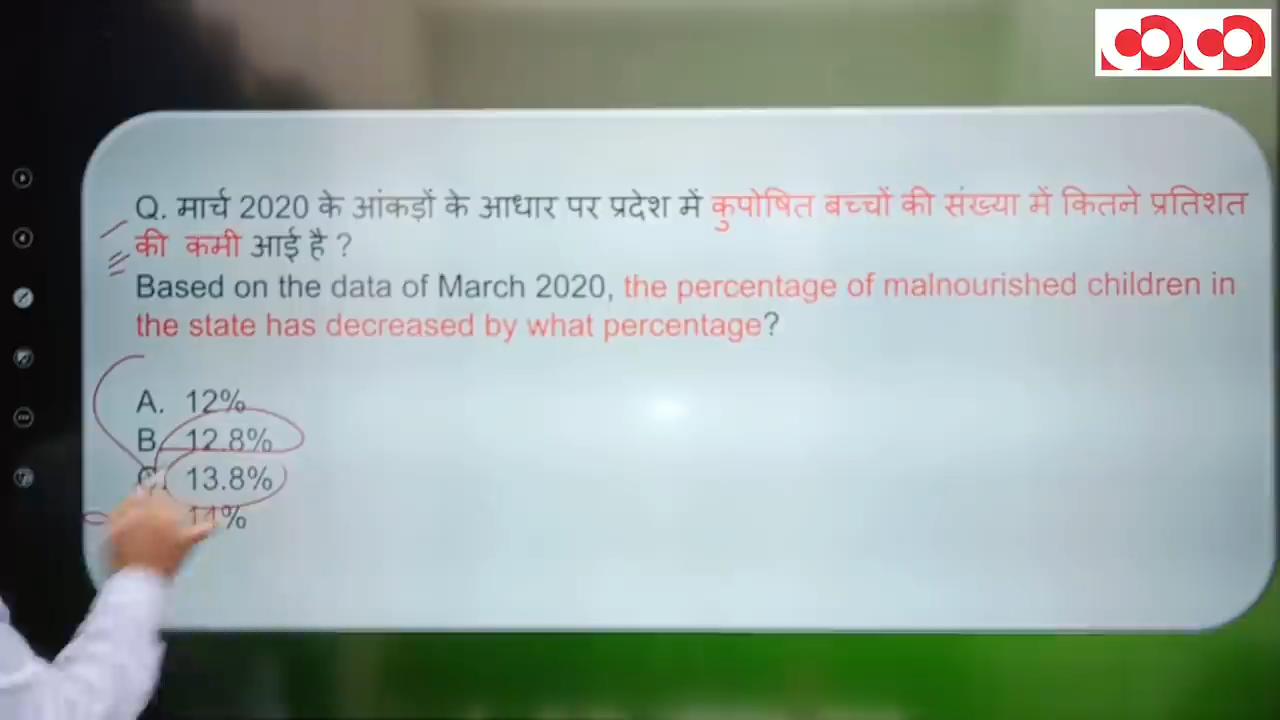 Q. मार्च 2020 के आंकड़ों के आधार पर प्रदेश में कुपोषित बच्चों की संख्या में कितने प्रतिशत
की कमी आई है ?
Based on the data of March 2020, the percentage of malnourished children in
the state has decreased by what percentage?
A. 12%
B. 12.8%
C. 13.8%
14%